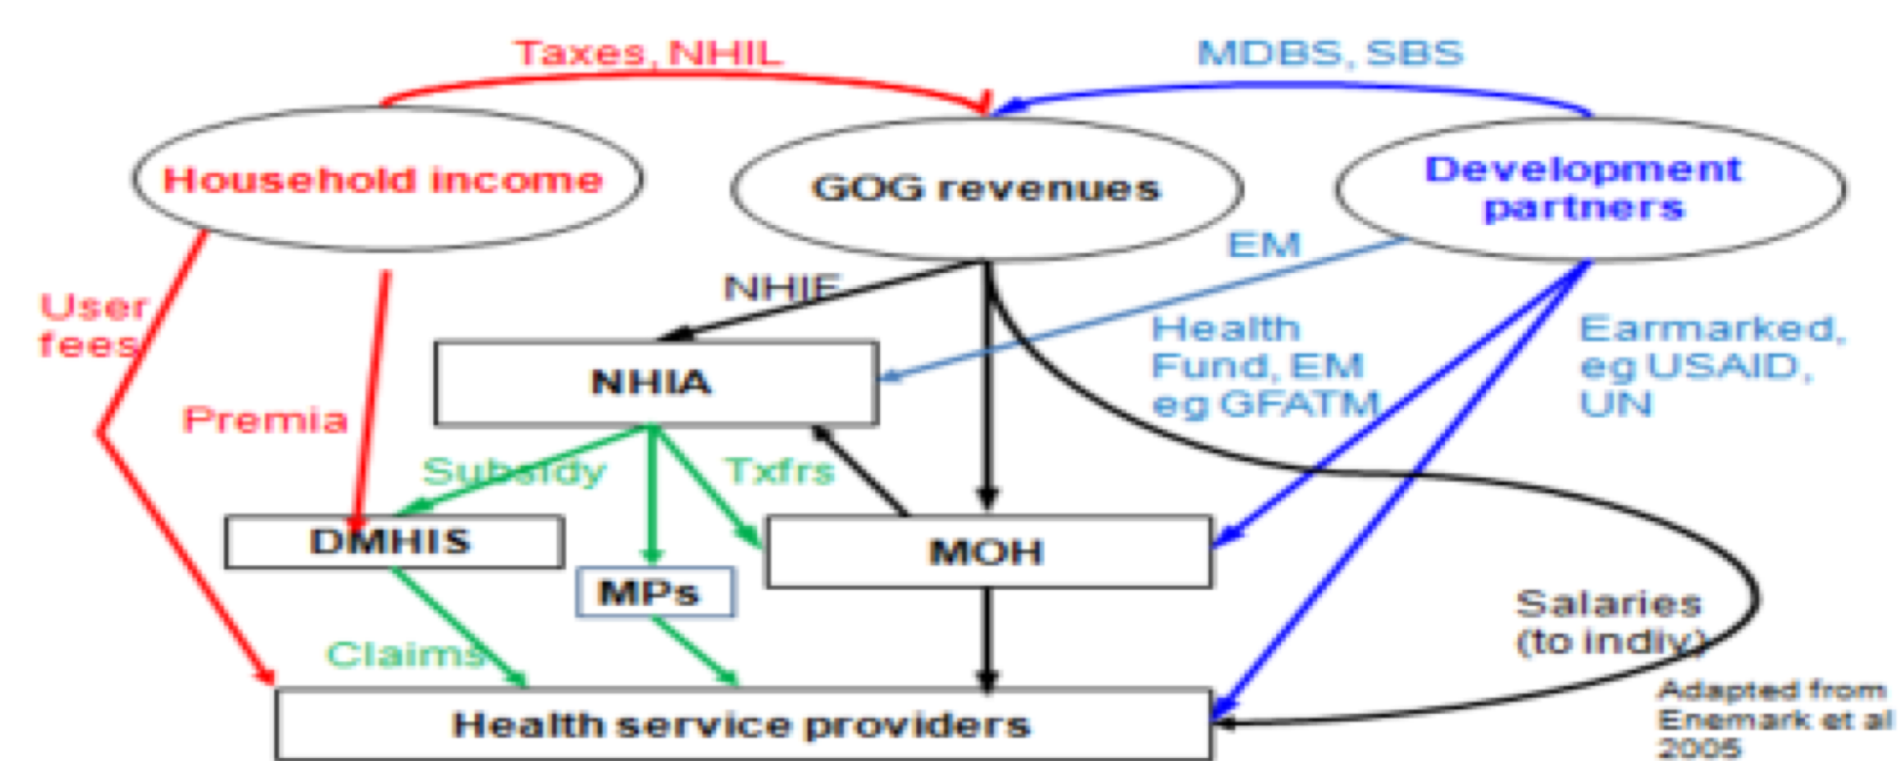 Taxes, NHIL
MDBS, SBS
Household income
GOG revenues
Development
partners
EM
User
fees
NHIF
Health
Fund, EM
eg GFATM
Earmarked,
eg USAID,
UN
NHIA
Premia
Subsidy
Txfrs
DMHIS
MOH
MPs
Salaries
(to indiv)
Claims
Health service providers
Adapted from
Enemark et al
2005